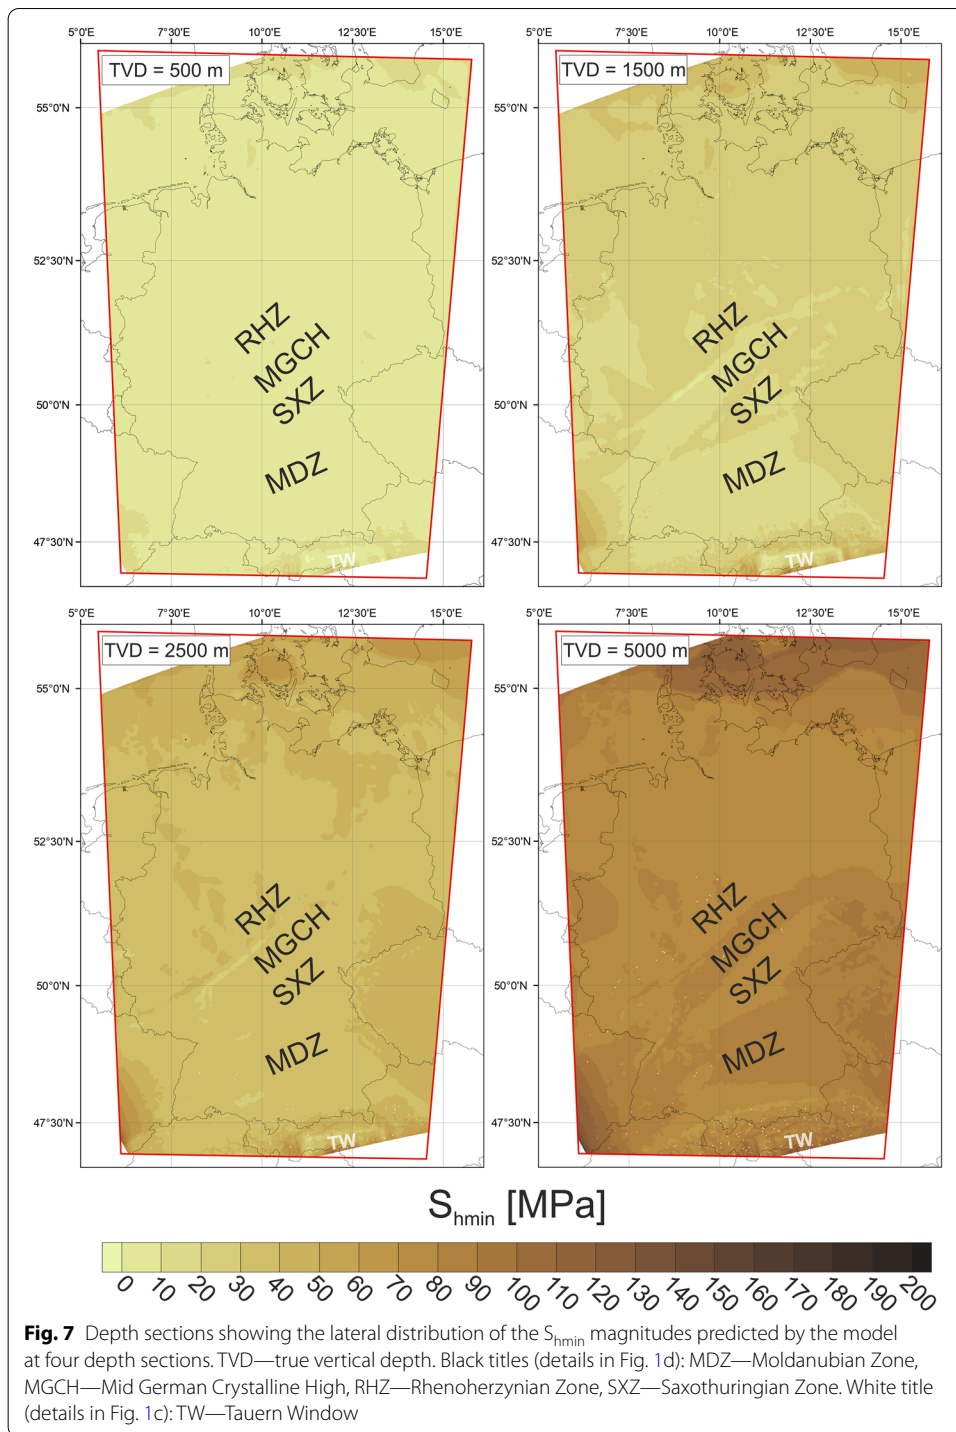 5°0'E 7°30'E 10°0'E 12°30'E 15°0'E
TVD = 500 m
55°0'N
52°30'N
50°0'N
47°30'N
RHZ
MGCH
SXZ
MDZ
TW
5°0'E 7°30'E 10°0'E 12°30'E 15°0'E
TVD = 1500 m
55°0'N
52°30'N
50°0'N
47°30'N
RHZ
MGCH
SXZ
MDZ
TW
5°0'E 7°30'E 10°0'E 12°30'E 15°0'E
TVD = 2500 m
55°0'N
52°30'N
50°0'N
47°30'N
RHZ
MGCH
SXZ
MDZ
TW
5°0'E 7°30'E 10°0'E 12°30'E 15°0'E
TVD = 5000 m
55°0'N
52°30'N
50°0'N
47°30'N
RHZ
MGCH
SXZ
MDZ
TW
Shmin [MPa]
0 10 20 30 40 50 60 70 80 90 100 110 120 130 140 150 160 170 180 190 200
Fig. 7 Depth sections showing the lateral distribution of the Shmin magnitudes predicted by the model
at four depth sections. TVD—true vertical depth. Black titles (details in Fig. 1d): MDZ—Moldanubian Zone,
MGCH—Mid German Crystalline High, RHZ—Rhenoherzynian Zone, SXZ—Saxothuringian Zone. White title
(details in Fig. 1c): TW—Tauern Window